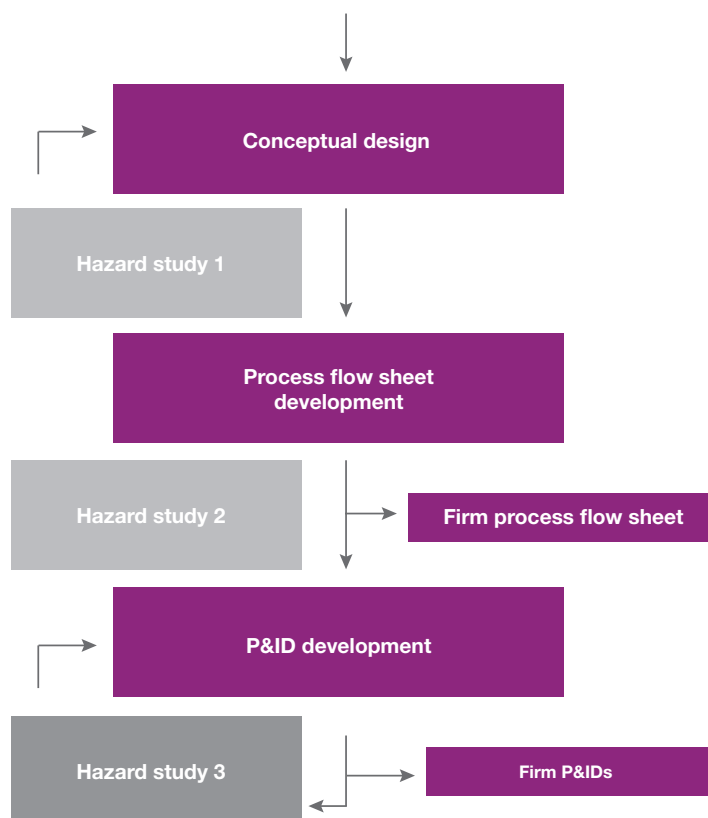 Conceptual design
Hazard study 1
Process flow sheet
development
Hazard study 2
Firm process flow sheet
P&ID development
Hazard study 3
Firm P&IDs